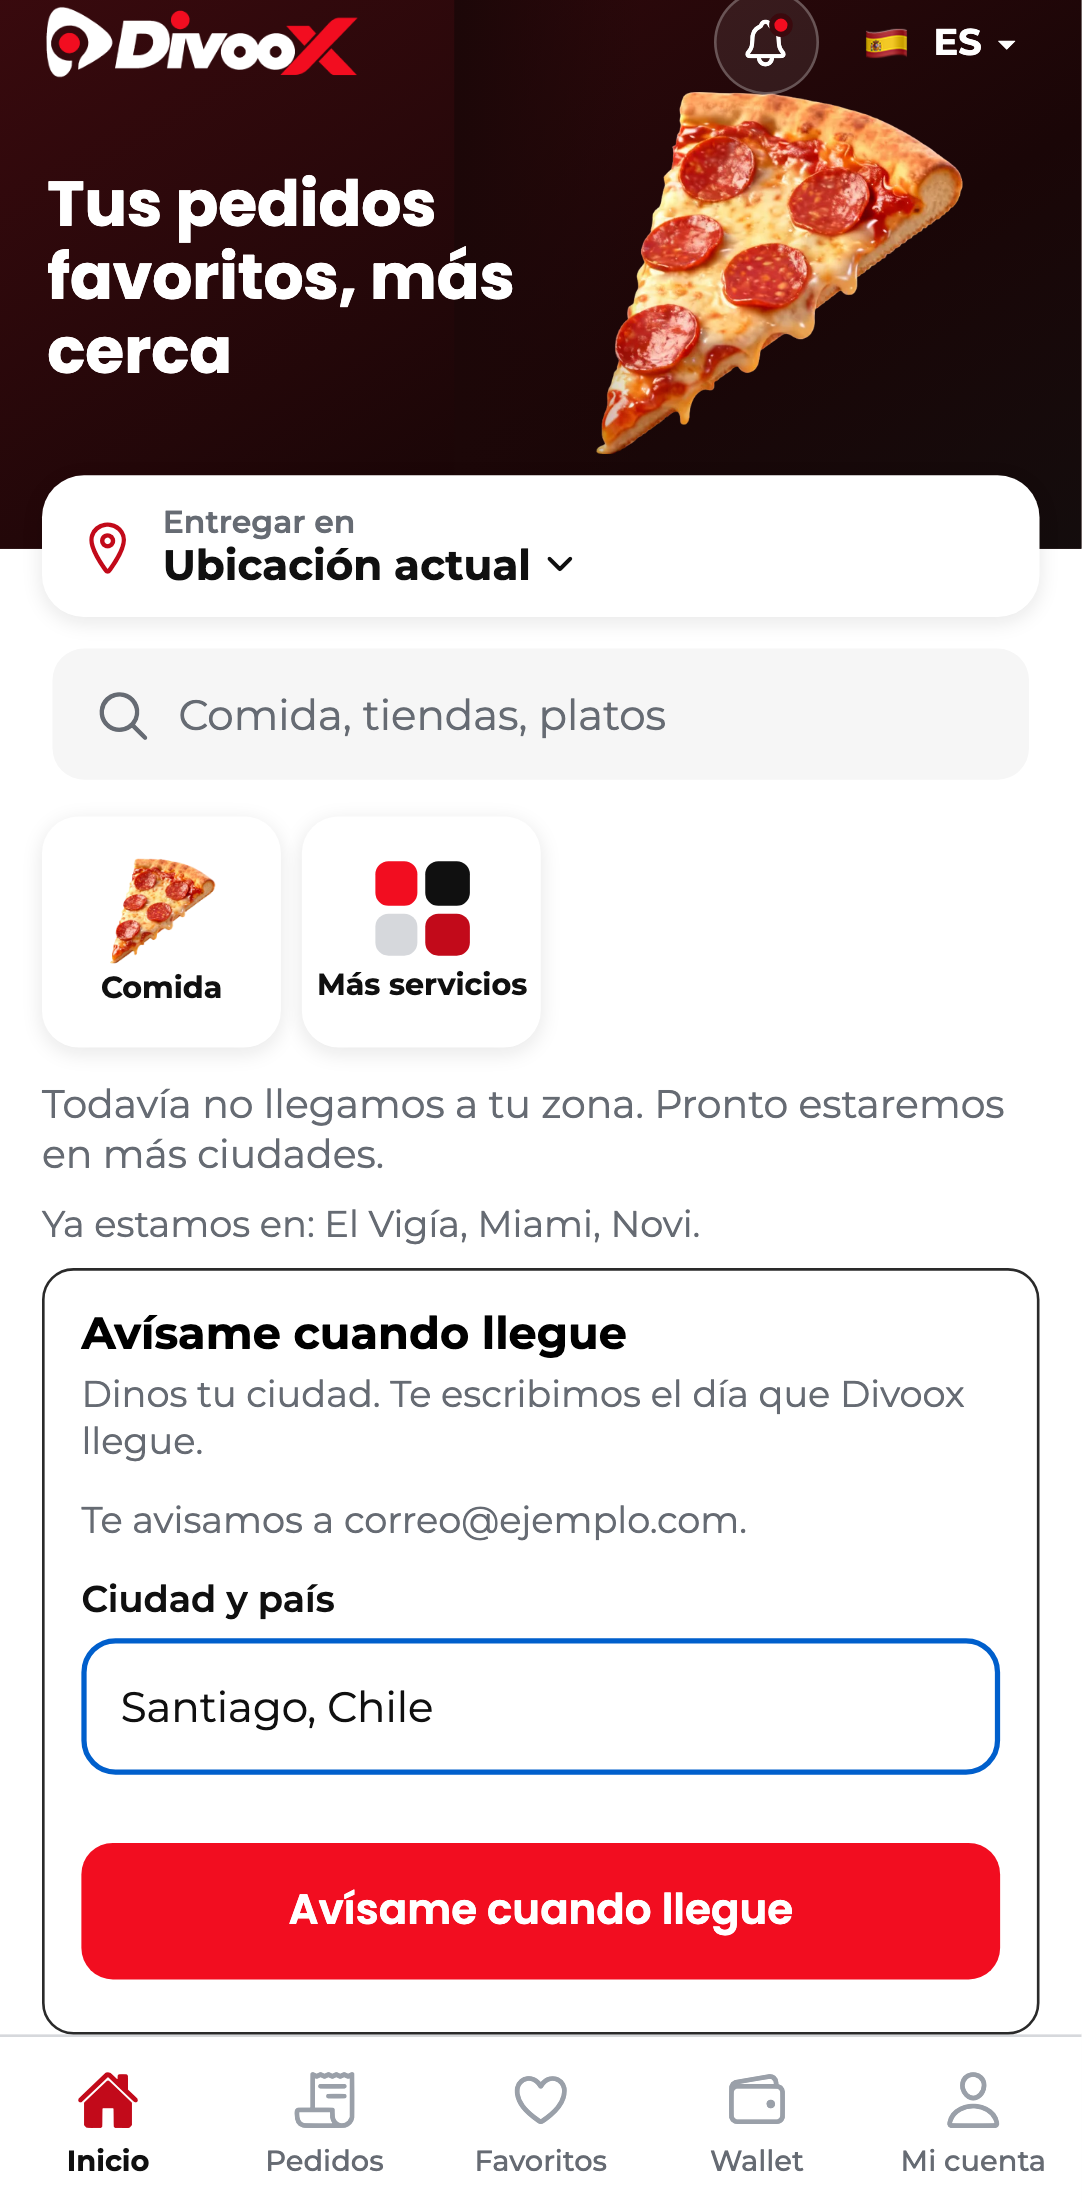 DivooX
ES
Tus pedidos
favoritos, más
cerca
Entregar en
Ubicación actual
Comida, tiendas, platos
Comida
Más servicios
Todavía no llegamos a tu zona. Pronto estaremos
en más ciudades.
Ya estamos en: El Vigía, Miami, Novi.
Avísame cuando llegue
Dinos tu ciudad. Te escribimos el día que Divoox
llegue.
Te avisamos a correo@ejemplo.com.
Ciudad y país
Santiago, Chile
Avísame cuando llegue
Inicio
Pedidos
Favoritos
Wallet
Mi cuenta